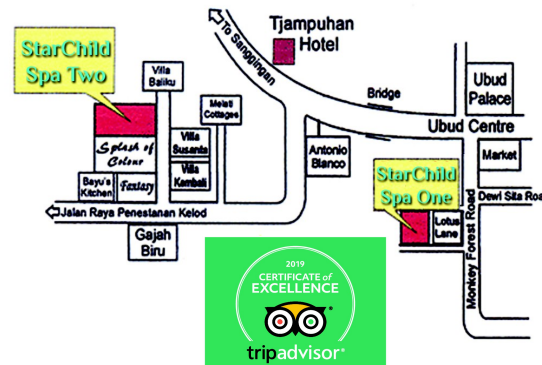 StarChild
Spa Two
Villa
Baliku
To Sanggingan
Tjampuhan
Hotel
Melati
Cottages
Bridge
Ubud
Palace
Ubud Centre
Splash of
Colour
Villa
Susanta
Villa
Kembali
Bayu's
Kitchen
Fantasy
Antonio
Blanco
Market
StarChild
Spa One
Lotus
Lane
Dewi Sita Road
Monkey Forest Road
Jalan Raya Penestanan Kelod
Gajah
Biru
2019
CERTIFICATE of
EXCELLENCE
tripadvisor®